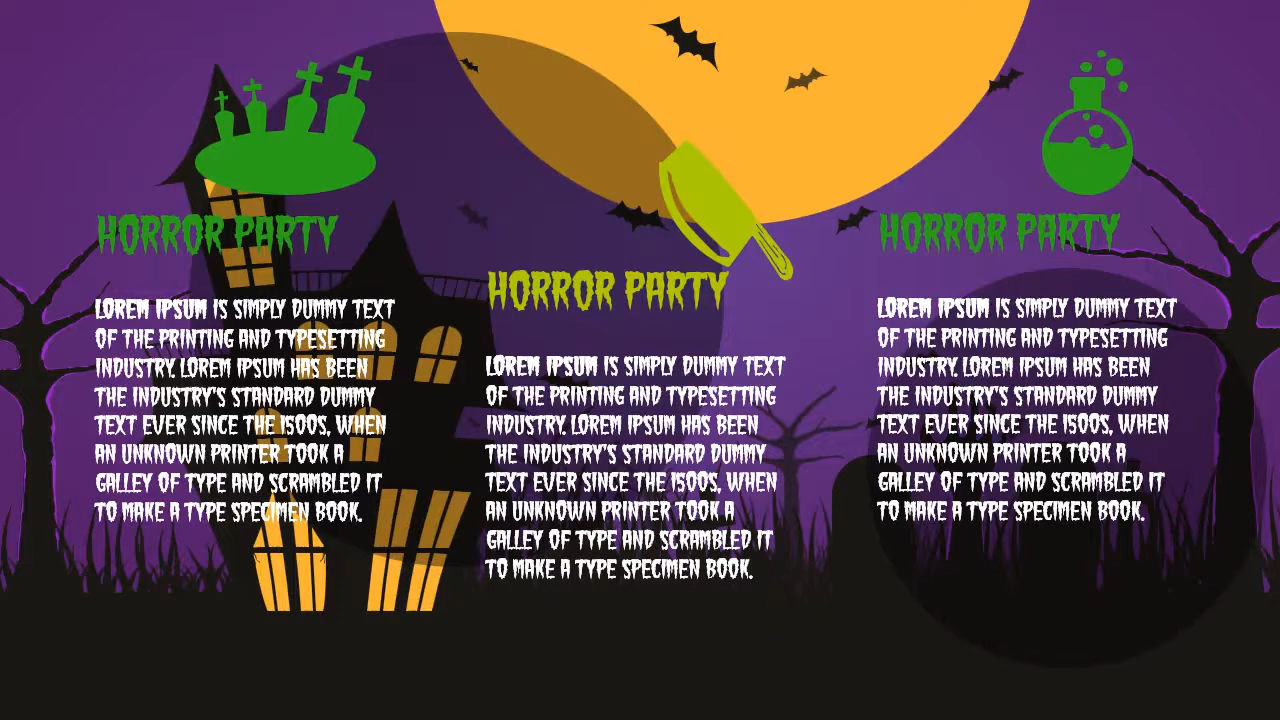 HORROR PARTY
LOREM IPSUM IS SIMPLY DUMMY TEXT
OF THE PRINTING AND TYPESETTING
INDUSTRY. LOREM IPSUM HAS BEEN
THE INDUSTRY'S STANDARD DUMMY
TEXT EVER SINCE THE 1500S, WHEN
AN UNKNOWN PRINTER TOOK A
GALLEY OF TYPE AND SCRAMBLED IT
TO MAKE A TYPE SPECIMEN BOOK.
HORROR PARTY
LOREM IPSUM IS SIMPLY DUMMY TEXT
OF THE PRINTING AND TYPESETTING
INDUSTRY. LOREM IPSUM HAS BEEN
THE INDUSTRY'S STANDARD DUMMY
TEXT EVER SINCE THE 1500S, WHEN
AN UNKNOWN PRINTER TOOK A
GALLEY OF TYPE AND SCRAMBLED IT
TO MAKE A TYPE SPECIMEN BOOK.
HORROR PARTY
LOREM IPSUM IS SIMPLY DUMMY TEXT
OF THE PRINTING AND TYPESETTING
INDUSTRY. LOREM IPSUM HAS BEEN
THE INDUSTRY'S STANDARD DUMMY
TEXT EVER SINCE THE 1500S, WHEN
AN UNKNOWN PRINTER TOOK A
GALLEY OF TYPE AND SCRAMBLED IT
TO MAKE A TYPE SPECIMEN BOOK.